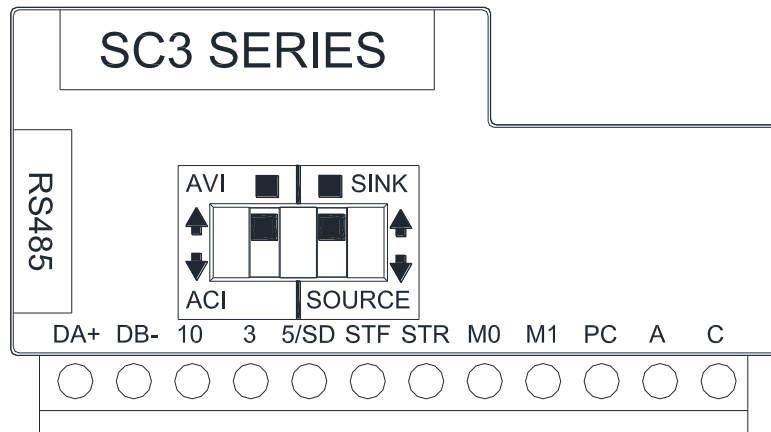 SC3 SERIES
RS485
AVI SINK
ACI SOURCE
DA+ DB- 10 3 5/SD STF STR M0 M1 PC A C